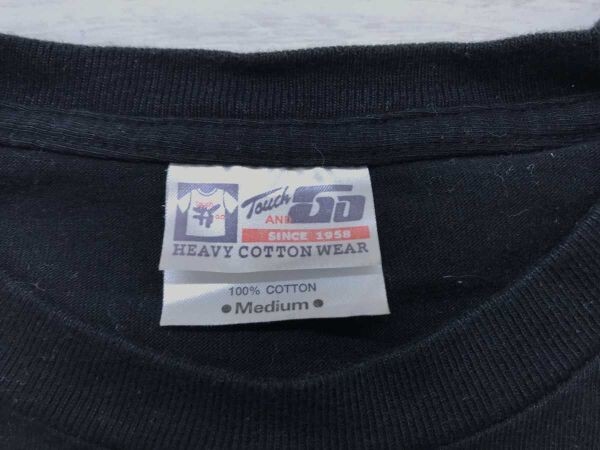 Touch
AND GO
SINCE 1958
HEAVY COTTON WEAR
100% COTTON
• Medium •